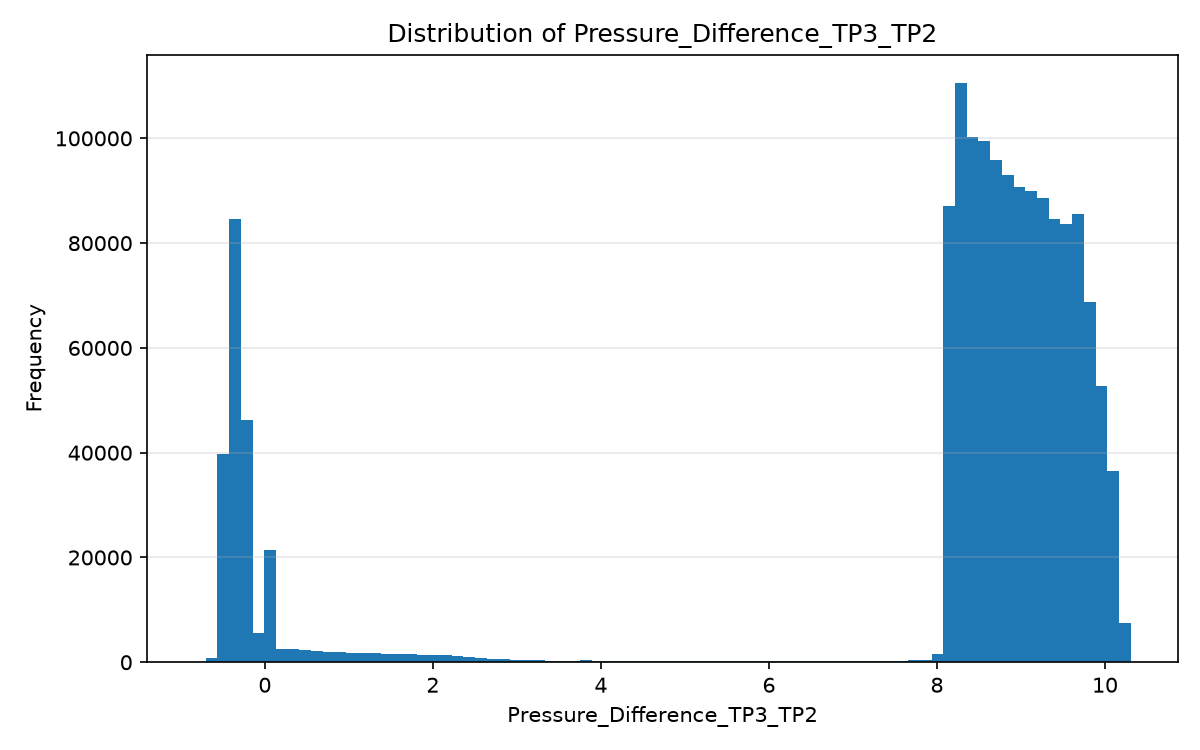 Distribution of Pressure_Difference_TP3_TP2
100000
80000
60000
40000
20000
0
Frequency
0 2 4 6 8 10
Pressure_Difference_TP3_TP2